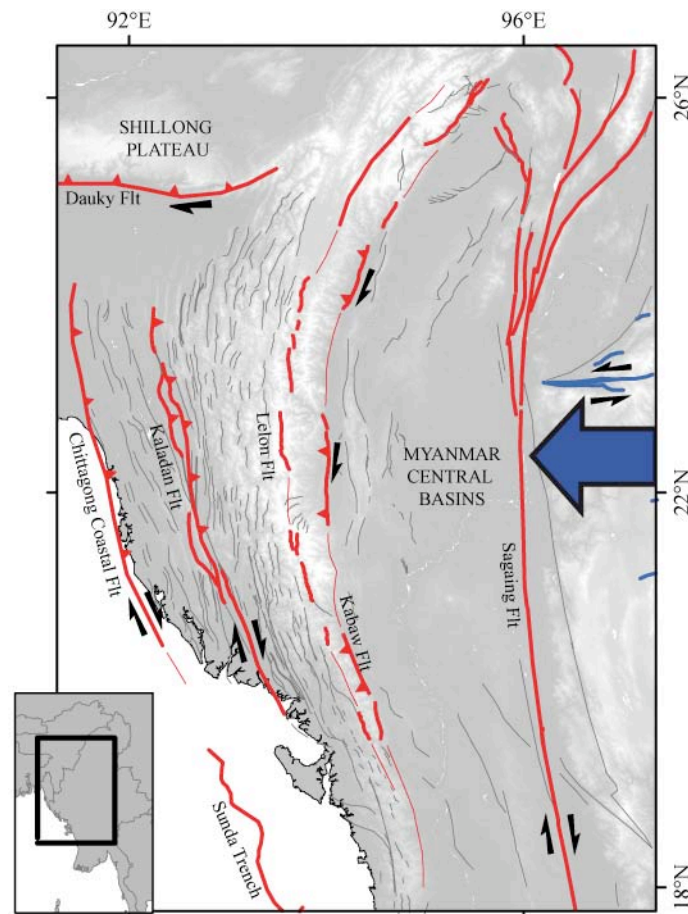 92°E
96°E
26°N
SHILLONG
PLATEAU
Dauky Flt
Chittagong Coastal Flt
Kaladan Flt
Lelon Flt
MYANMAR
CENTRAL
BASINS
22°N
Sagaing Flt
Kabaw Flt
Sunda Trench
18°N